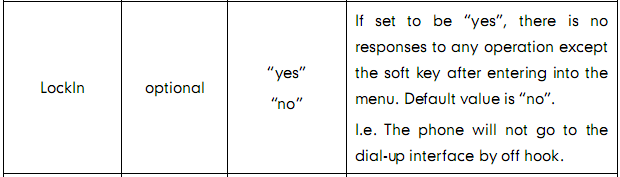 LockIn
optional
“yes”
“no”
If set to be “yes”, there is no
responses to any operation except
the soft key after entering into the
menu. Default value is “no”.
I.e. The phone will not go to the
dial-up interface by off hook.